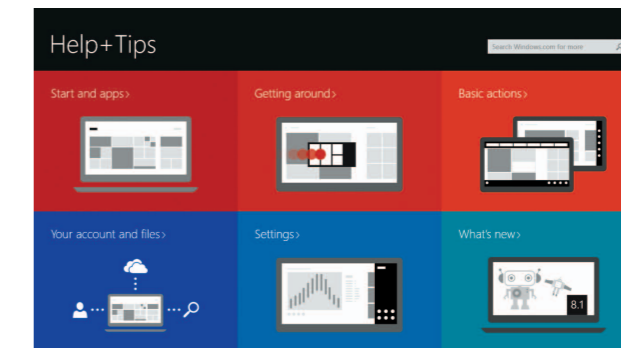 Help+Tips
Search Windows.com for more
Start and apps›
Getting around›
Basic actions›
Your account and files›
Settings›
What's new›
8.1